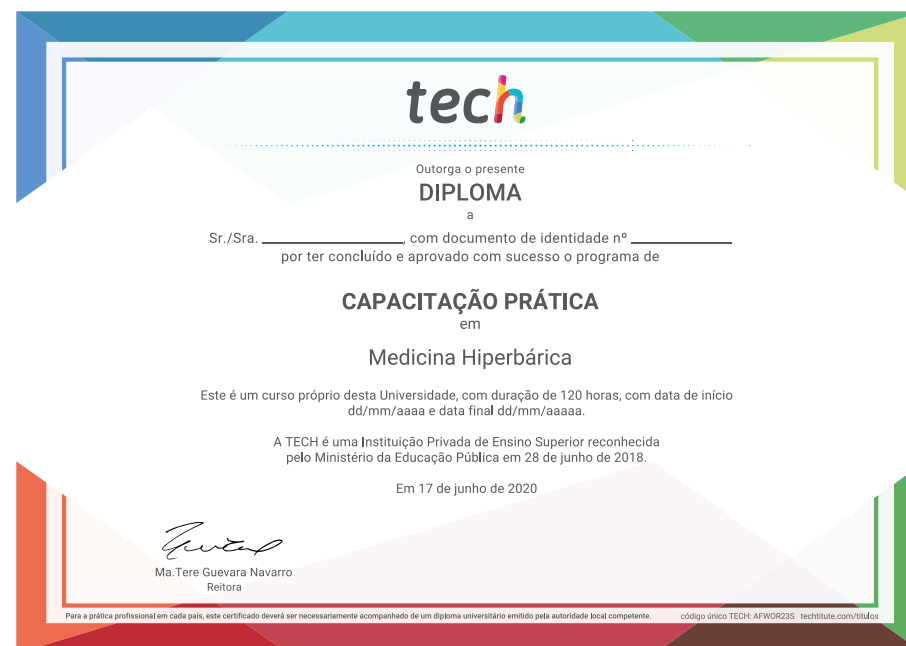 tech
Outorga o presente
DIPLOMA
a
Sr./Sra. ____________________, com documento de identidade nº ______________
por ter concluído e aprovado com sucesso o programa de
CAPACITAÇÃO PRÁTICA
em
Medicina Hiperbárica
Este é um curso próprio desta Universidade, com duração de 120 horas, com data de início
dd/mm/aaaa e data final dd/mm/aaaaa.
A TECH é uma Instituição Privada de Ensino Superior reconhecida
pelo Ministério da Educação Pública em 28 de junho de 2018.
Em 17 de junho de 2020
Ma.Tere Guevara Navarro
Reitora
Para a prática profissional em cada país, este certificado deverá ser necessariamente acompanhado de um diploma universitário emitido pela autoridade local competente. código único TECH: AFWOR23S techtitute.com/titulos